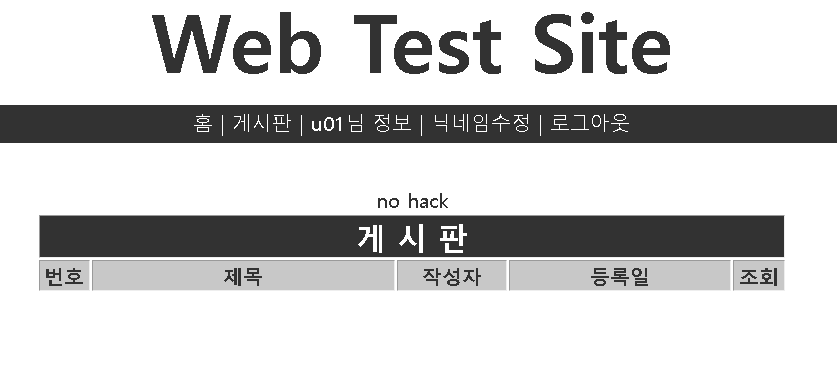 Web Test Site
홈 | 게시판 | u01님 정보 | 닉네임수정 | 로그아웃
no hack
게 시 판
번호 제목 작성자 등록일 조회